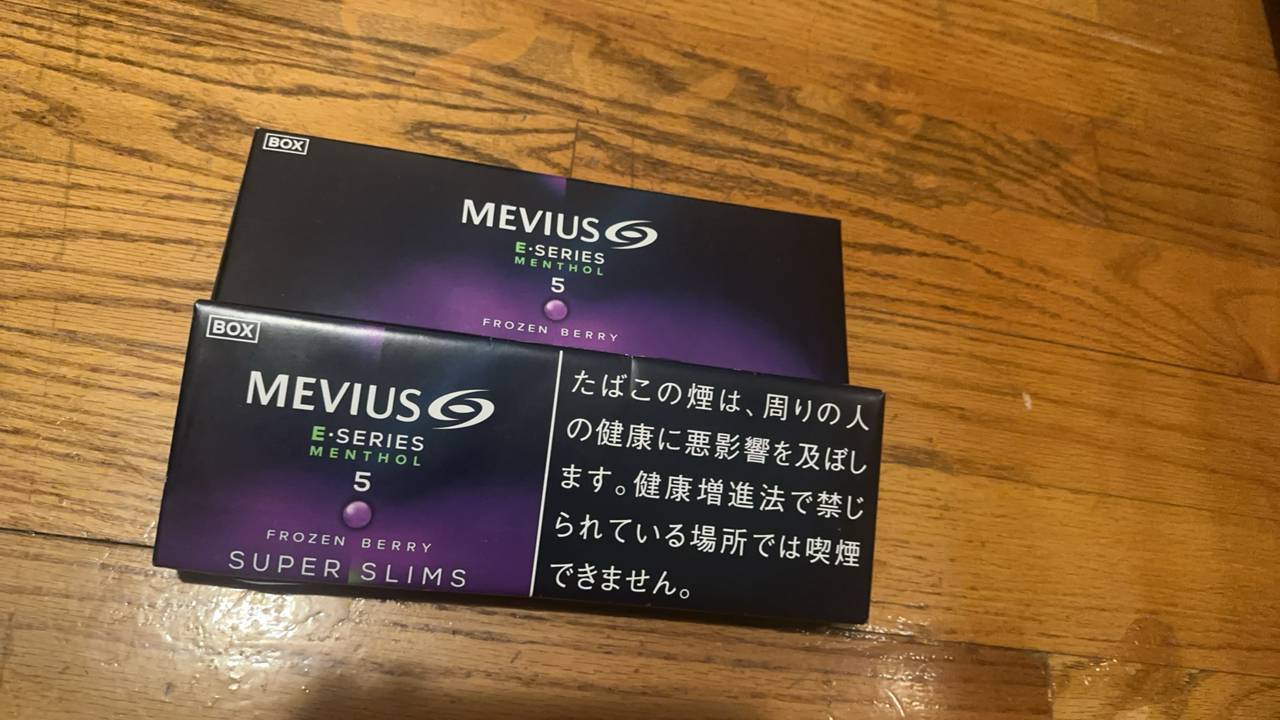 BOX
MEVIUS
E·SERIES
MENTHOL
5
FROZEN BERRY
BOX
MEVIUS
E·SERIES
MENTHOL
5
FROZEN BERRY
SUPER SLIMS
たばこの煙は、周りの人
の健康に悪影響を及ぼし
ます。健康増進法で禁じ
られている場所では喫煙
できません。